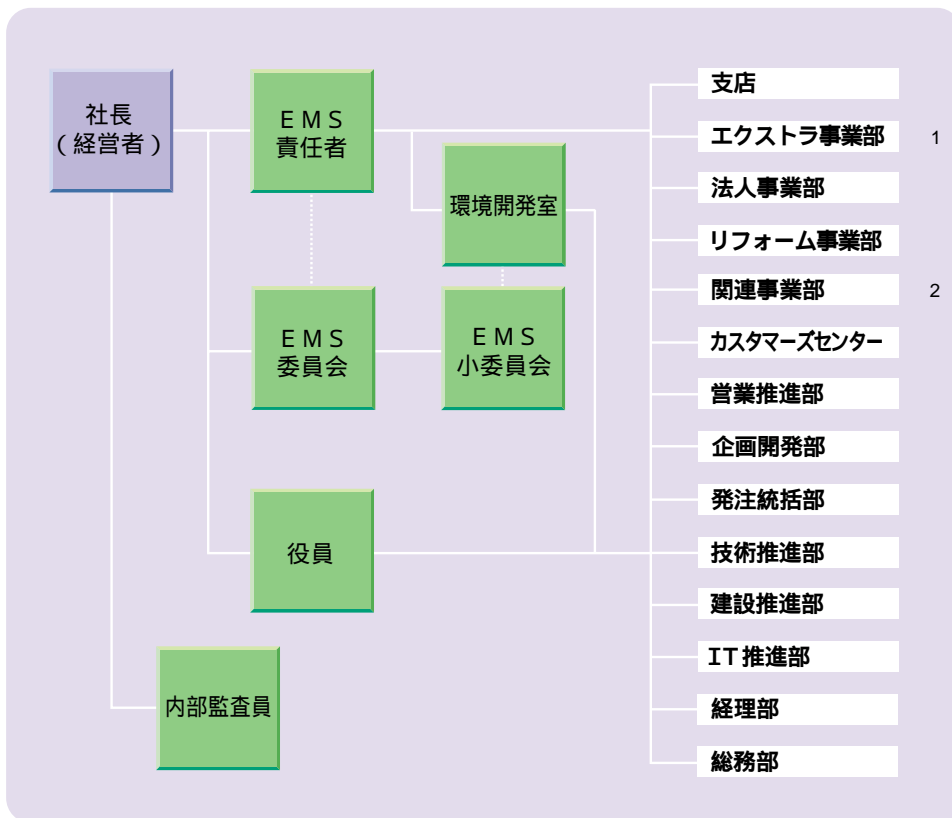 社長
(経営者)
EMS
責任者
環境開発室
EMS
委員会
EMS
小委員会
役員
内部監査員
支店
エクストラ事業部 1
法人事業部
リフォーム事業部
関連事業部 2
カスタマーズセンター
営業推進部
企画開発部
発注統括部
技術推進部
建設推進部
IT推進部
経理部
総務部